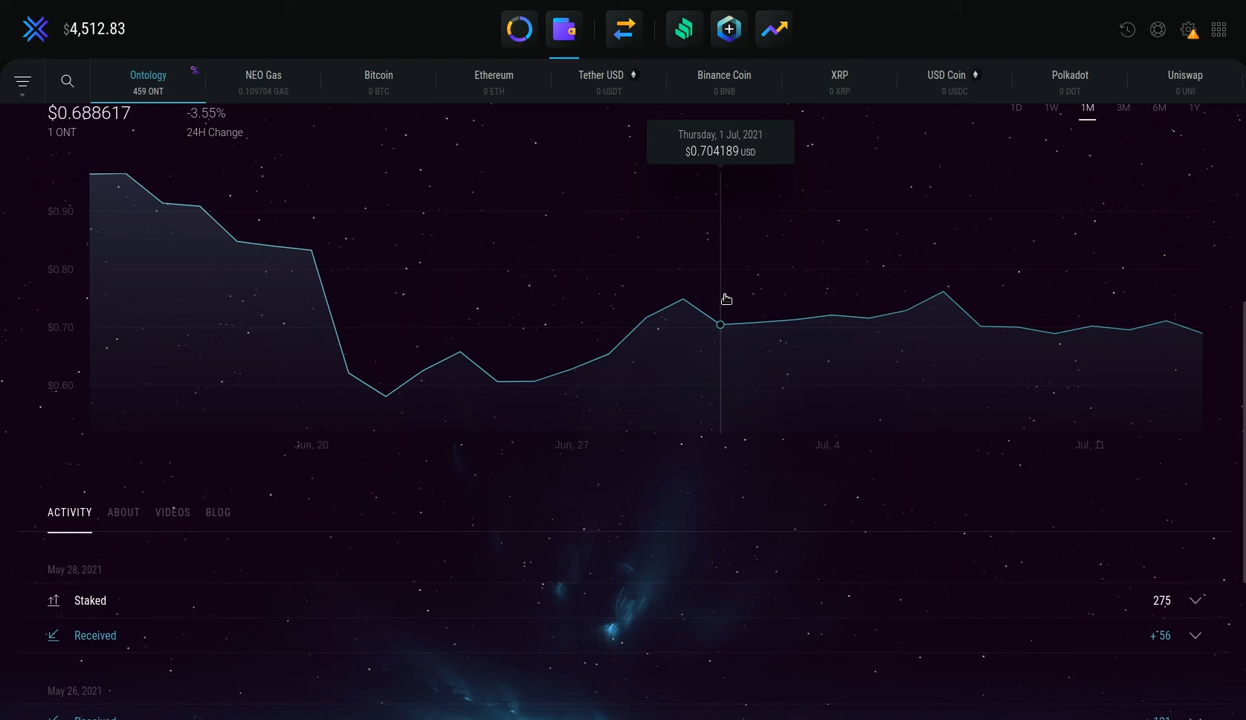 $4,512.83
Ontology % NEO Gas Bitcoin Ethereum Tether USD Binance Coin XRP USD Coin Polkadot Uniswap
459 ONT 0.109704 GAS 0 BTC 0 ETH 0 USDT 0 BNB 0 XRP 0 USDC 0 DOT 0 UNI
$0.688617 -3.55% 1D 1W 1M 3M 6M 1Y
1 ONT 24H Change
Thursday, 1 Jul, 2021
$0.704189 USD
$0.90
$0.80
$0.70
$0.60
Jun, 20 Jun, 27 Jul, 4 Jul, 11
ACTIVITY ABOUT VIDEOS BLOG
May 28, 2021
Staked 275
Received + 56
May 26, 2021